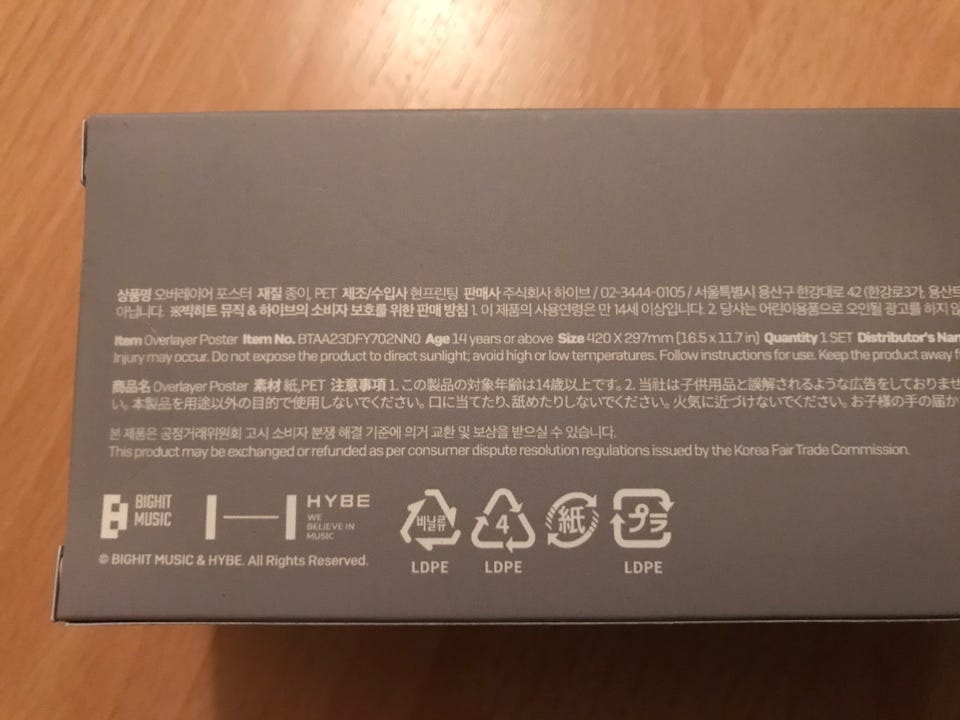 상품명 오버레이어 포스터 재질 종이, PET 제조/수입사 현프린팅 판매사 주식회사 하이브 / 02-3444-0105 / 서울특별시 용산구 한강대로 42 (한강로3가, 용산트
아닙니다. ※빅히트 뮤직 & 하이브의 소비자 보호를 위한 판매 방침 1. 이 제품의 사용연령은 만 14세 이상입니다. 2. 당사는 어린이용품으로 오인될 광고를 하지 않
Item Overlayer Poster Item No. BTAA23DFY702NN0 Age 14 years or above Size 420 X 297mm (16.5 x 11.7 in) Quantity 1 SET Distributor's Nam
Injury may occur. Do not expose the product to direct sunlight; avoid high or low temperatures. Follow instructions for use. Keep the product away f
商品名 Overlayer Poster 素材 紙,PET 注意事項 1. この製品の対象年齢は14歳以上です。2. 当社は子供用品と誤解されるような広告をしておりませ
い。本製品を用途以外の目的で使用しないでください。口に当てたり、舐めたりしないでください。火気に近づけないでください。お子様の手の届か
본 제품은 공정거래위원회 고시 소비자 분쟁 해결 기준에 의거 교환 및 보상을 받으실 수 있습니다.
This product may be exchanged or refunded as per consumer dispute resolution regulations issued by the Korea Fair Trade Commission.
BIGHIT
MUSIC
HYBE
WE
BELIEVE IN
MUSIC
비닐류
4
紙
プラ
LDPE
LDPE
LDPE
© BIGHIT MUSIC & HYBE. All Rights Reserved.